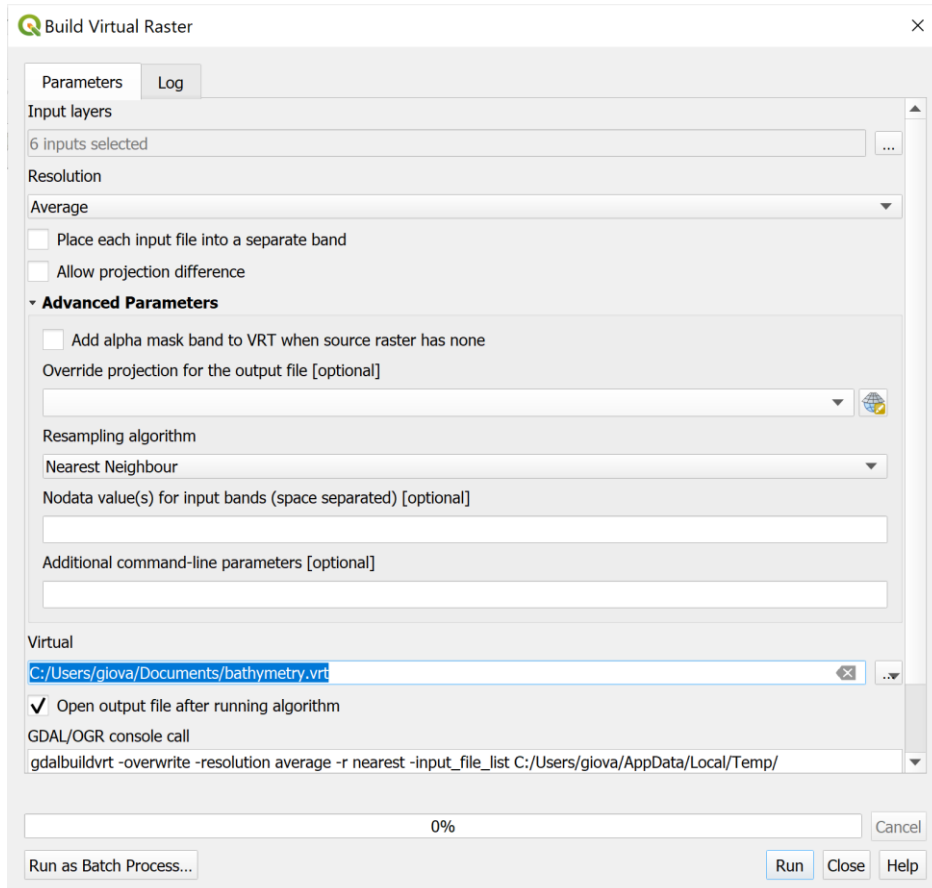 Build Virtual Raster
Parameters
Log
Input layers
6 inputs selected
...
Resolution
Average
Place each input file into a separate band
Allow projection difference
Advanced Parameters
Add alpha mask band to VRT when source raster has none
Override projection for the output file [optional]
Resampling algorithm
Nearest Neighbour
Nodata value(s) for input bands (space separated) [optional]
Additional command-line parameters [optional]
Virtual
C:/Users/giova/Documents/bathymetry.vrt
Open output file after running algorithm
GDAL/OGR console call
gdalbuildvrt -overwrite -resolution average -r nearest -input_file_list C:/Users/giova/AppData/Local/Temp/
0%
Cancel
Run as Batch Process...
Run
Close
Help